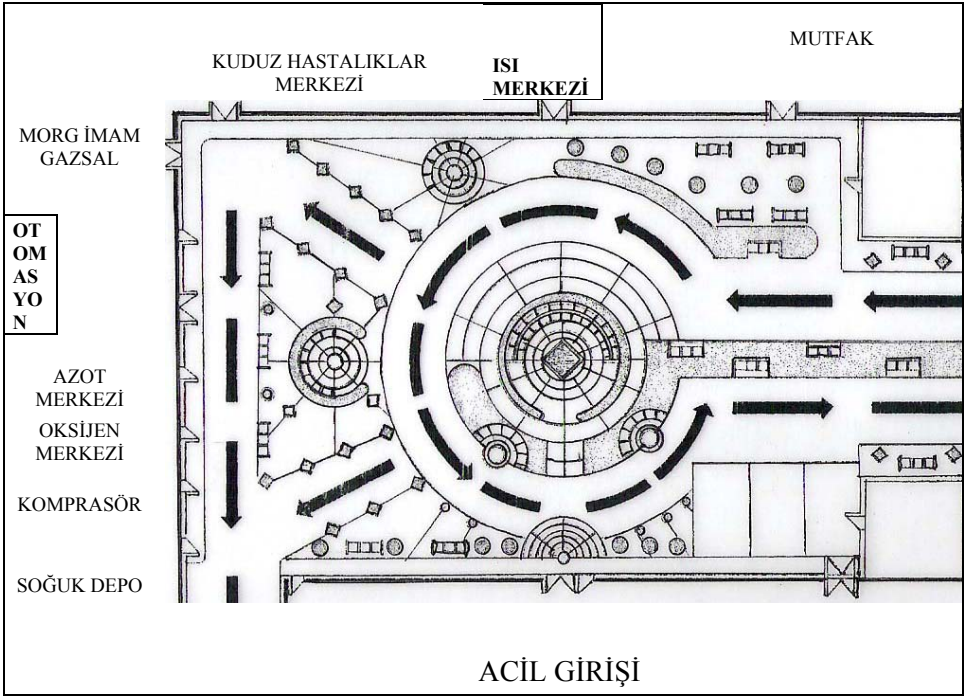 MUTFAK
KUDUZ HASTALIKLAR
MERKEZİ
ISI
MERKEZİ
MORG İMAM
GAZSAL
OT
OM
AS
YO
N
AZOT
MERKEZİ
OKSİJEN
MERKEZİ
KOMPRASÖR
SOĞUK DEPO
ACİL GİRİŞİ